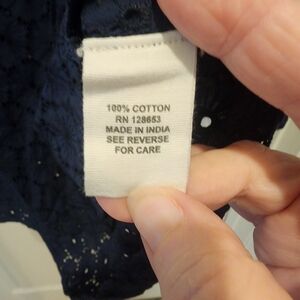 100% COTTON
RN 128653
MADE IN INDIA
SEE REVERSE
FOR CARE